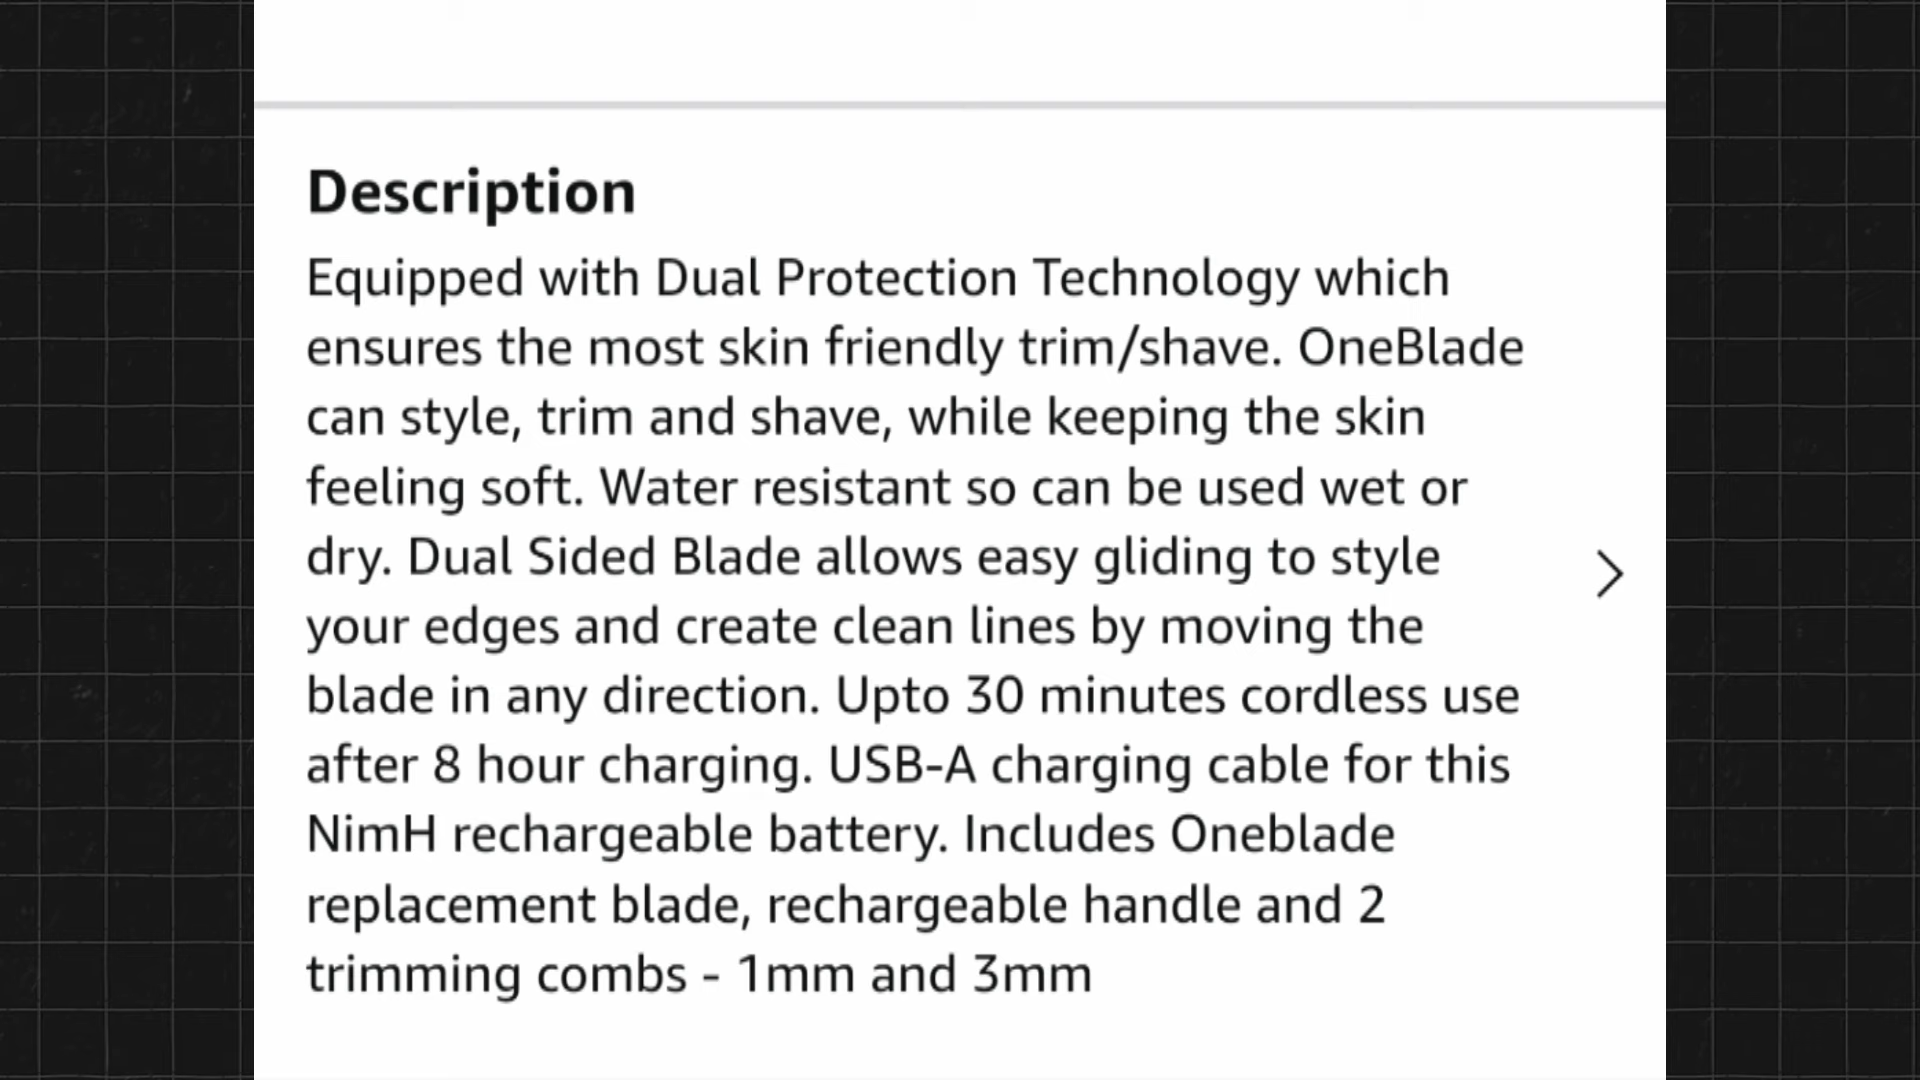 Description
Equipped with Dual Protection Technology which
ensures the most skin friendly trim/shave. OneBlade
can style, trim and shave, while keeping the skin
feeling soft. Water resistant so can be used wet or
dry. Dual Sided Blade allows easy gliding to style
your edges and create clean lines by moving the
blade in any direction. Upto 30 minutes cordless use
after 8 hour charging. USB-A charging cable for this
NimH rechargeable battery. Includes Oneblade
replacement blade, rechargeable handle and 2
trimming combs - 1mm and 3mm